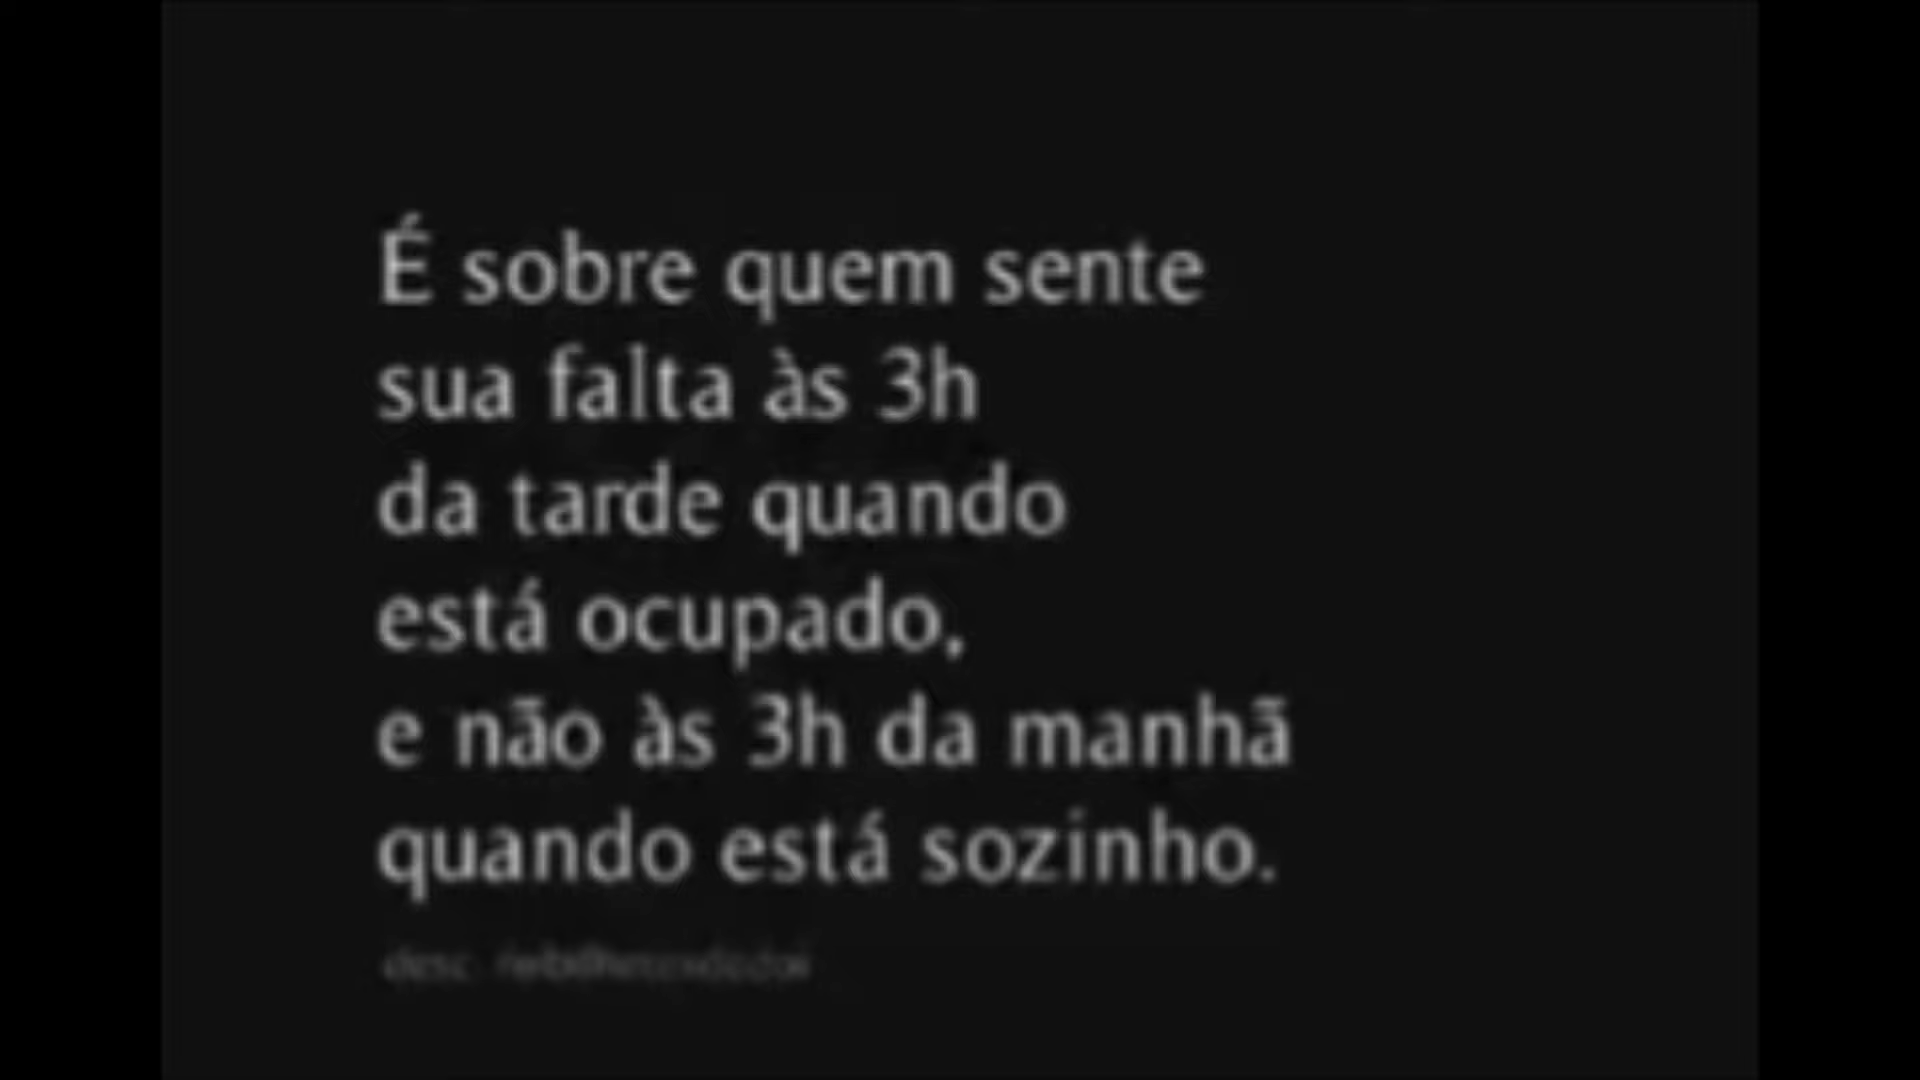 É sobre quem sente
sua falta às 3h
da tarde quando
está ocupado,
e não às 3h da manhã
quando está sozinho.